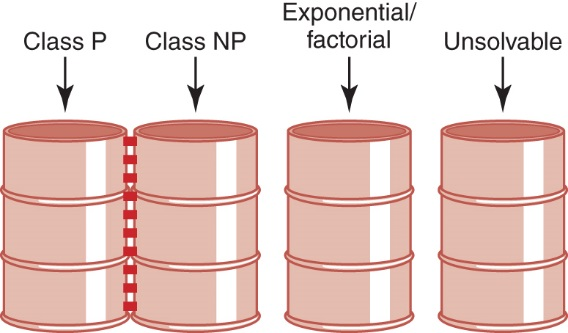 Class P
Class NP
Exponential/
factorial
Unsolvable